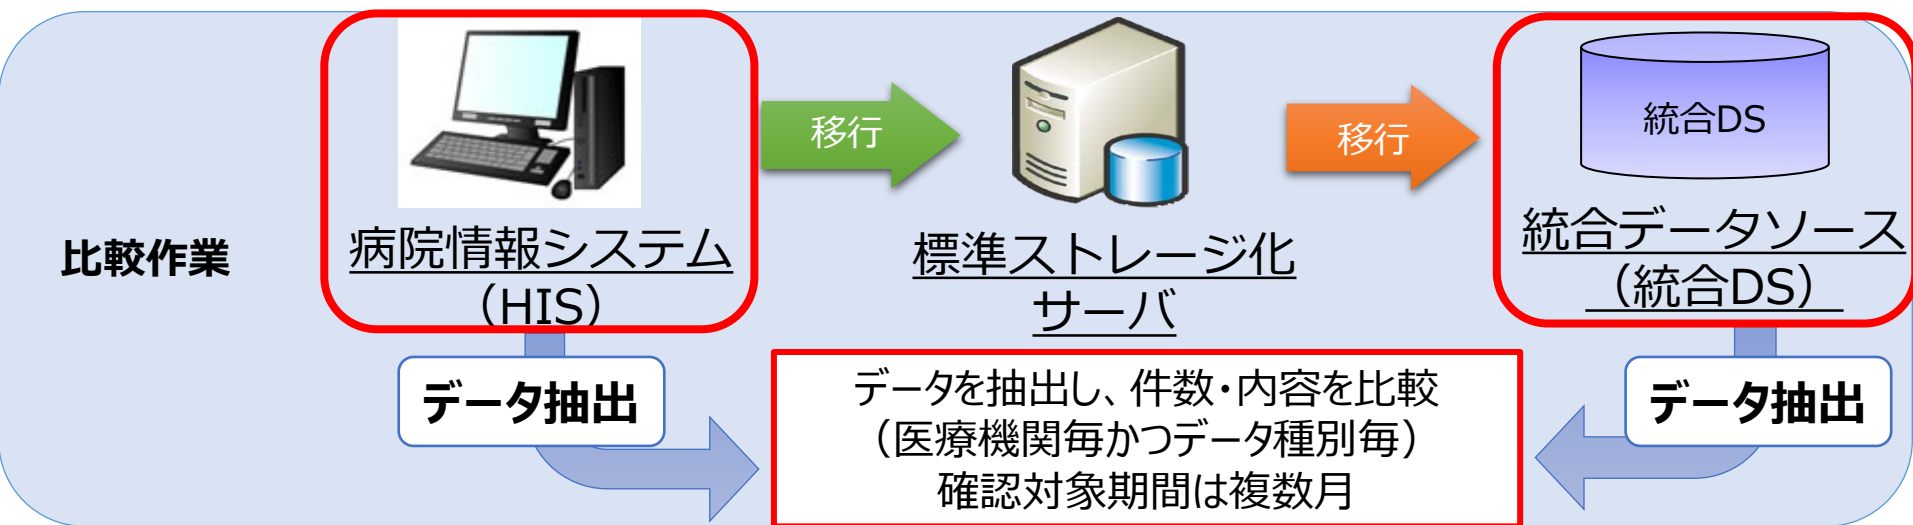 比較作業
病院情報システム
（HIS）
移行
標準ストレージ化
サーバ
移行
統合DS
統合データソース
（統合DS）
データ抽出
データを抽出し、件数・内容を比較
（医療機関毎かつデータ種別毎）
確認対象期間は複数月
データ抽出